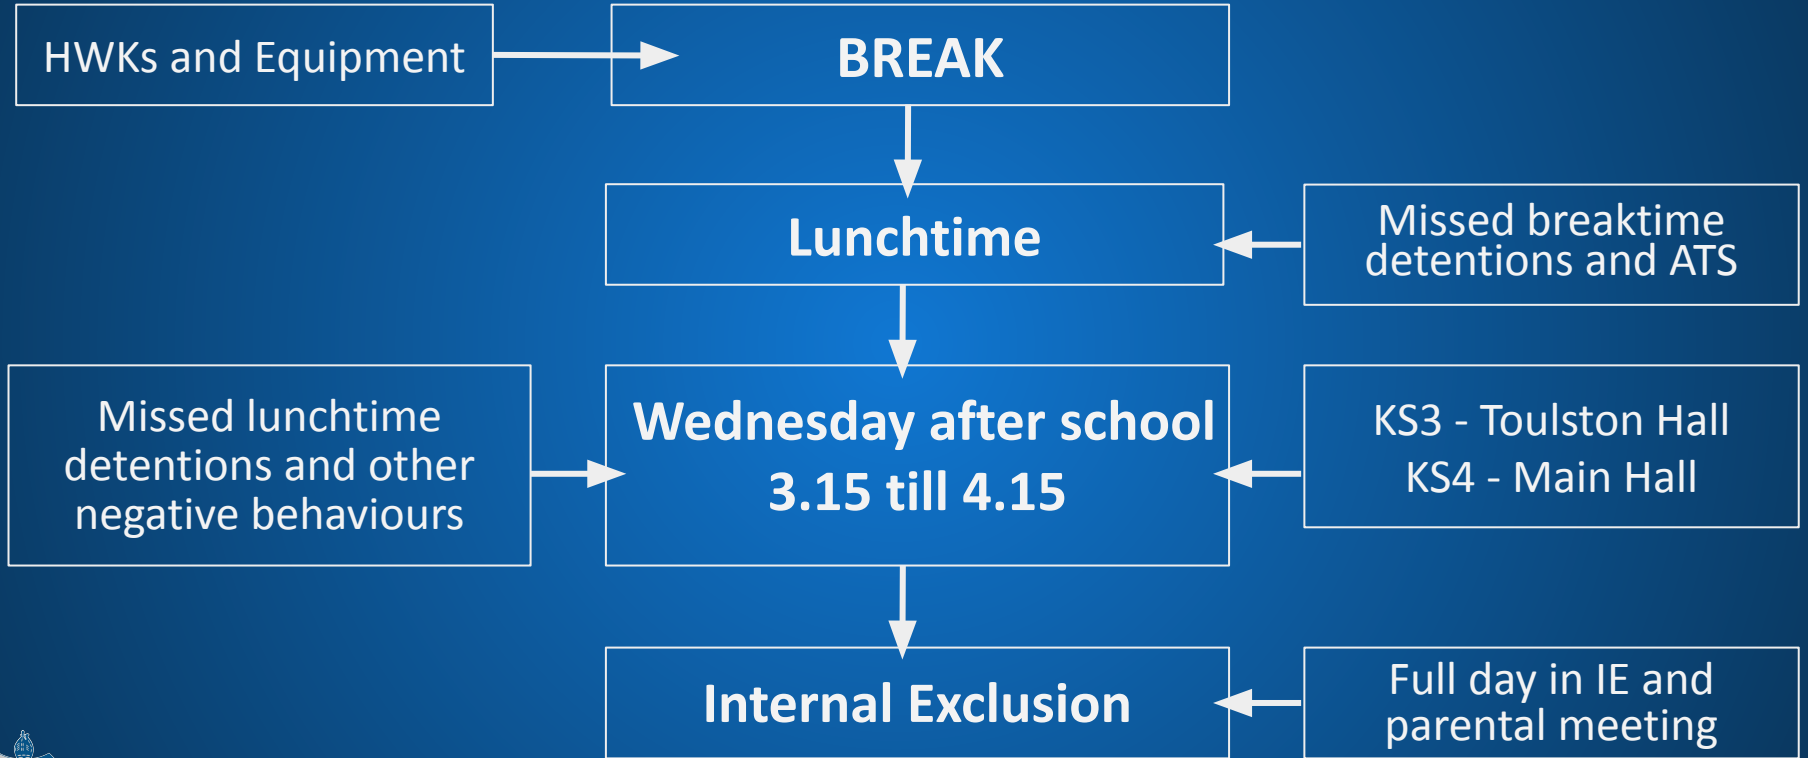 HWKs and Equipment
BREAK
Lunchtime
Missed breaktime
detentions and ATS
Missed lunchtime
detentions and other
negative behaviours
Wednesday after school
3.15 till 4.15
KS3 - Toulston Hall
KS4 - Main Hall
Internal Exclusion
Full day in IE and
parental meeting